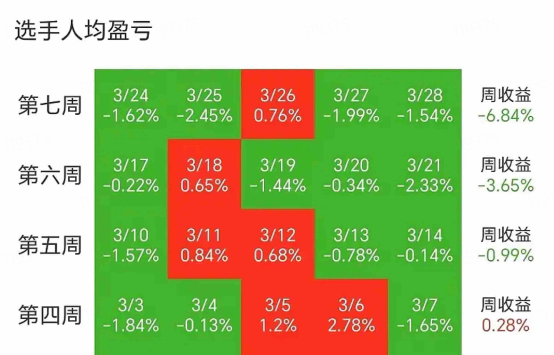 选手人均盈亏
3/24 3/25 3/26 3/27 3/28 周收益
第七周
-1.62% -2.45% 0.76% -1.99% -1.54% -6.84%
3/17 3/18 3/19 3/20 3/21 周收益
第六周
-0.22% 0.65% -1.44% -0.34% -2.33% -3.65%
3/10 3/11 3/12 3/13 3/14 周收益
第五周
-1.57% 0.84% 0.68% -0.78% -0.14% -0.99%
3/3 3/4 3/5 3/6 3/7 周收益
第四周
-1.84% -0.13% 1.2% 2.78% -1.65% 0.28%